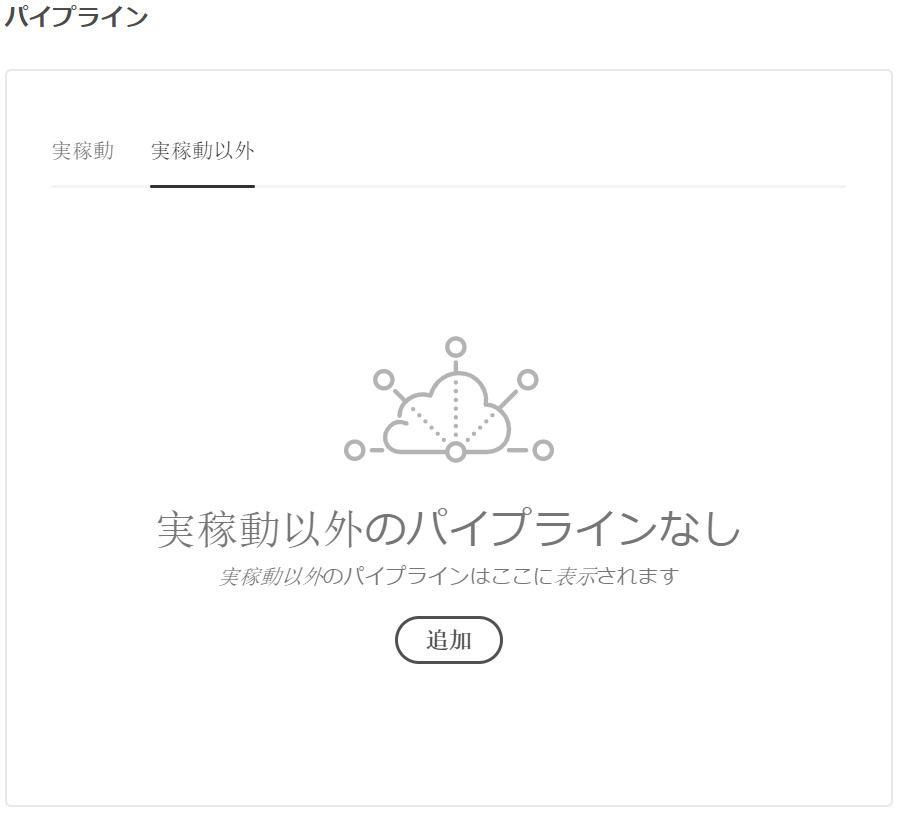 パイプライン
実稼動 実稼動以外
実稼動以外のパイプラインなし
実稼動以外のパイプラインはここに表示されます
追加